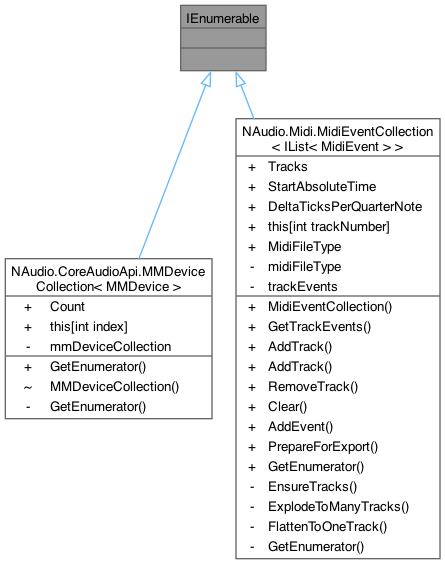 IEnumerable
NAudio.CoreAudioApi.MMDevice
Collection< MMDevice >
+ Count
+ this[int index]
- mmDeviceCollection
+ GetEnumerator()
~ MMDeviceCollection()
- GetEnumerator()
NAudio.Midi.MidiEventCollection
< IList< MidiEvent > >
+ Tracks
+ StartAbsoluteTime
+ DeltaTicksPerQuarterNote
+ this[int trackNumber]
+ MidiFileType
- midiFileType
- trackEvents
+ MidiEventCollection()
+ GetTrackEvents()
+ AddTrack()
+ AddTrack()
+ RemoveTrack()
+ Clear()
+ AddEvent()
+ PrepareForExport()
+ GetEnumerator()
- EnsureTracks()
- ExplodeToManyTracks()
- FlattenToOneTrack()
- GetEnumerator()